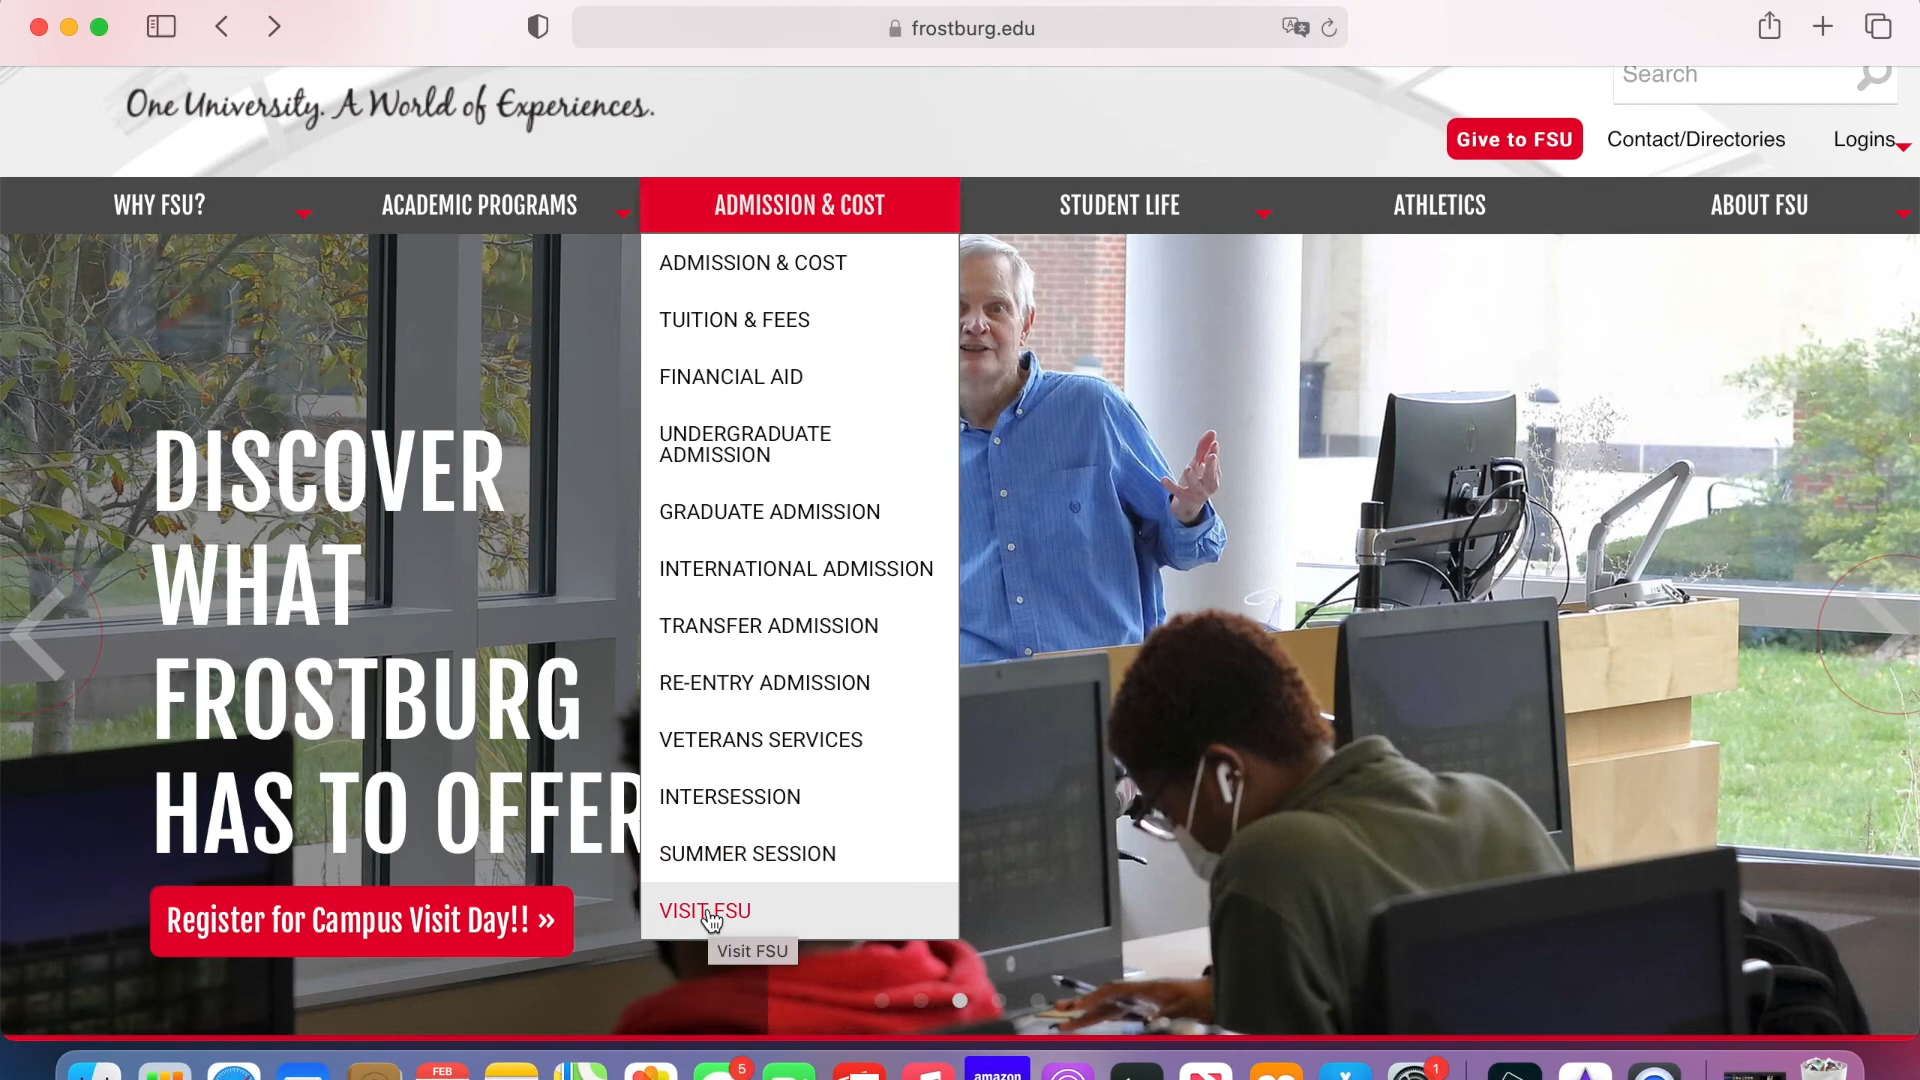 frostburg.edu
One University. A World of Experiences.
Search
Give to FSU
Contact/Directories
Logins
WHY FSU?
ACADEMIC PROGRAMS
ADMISSION & COST
STUDENT LIFE
ATHLETICS
ABOUT FSU
ADMISSION & COST
TUITION & FEES
FINANCIAL AID
UNDERGRADUATE
ADMISSION
GRADUATE ADMISSION
INTERNATIONAL ADMISSION
TRANSFER ADMISSION
RE-ENTRY ADMISSION
VETERANS SERVICES
INTERSESSION
SUMMER SESSION
VISIT FSU
Visit FSU
DISCOVER
WHAT
FROSTBURG
HAS TO OFFER
Register for Campus Visit Day!! »
FEB
5
amazon
1